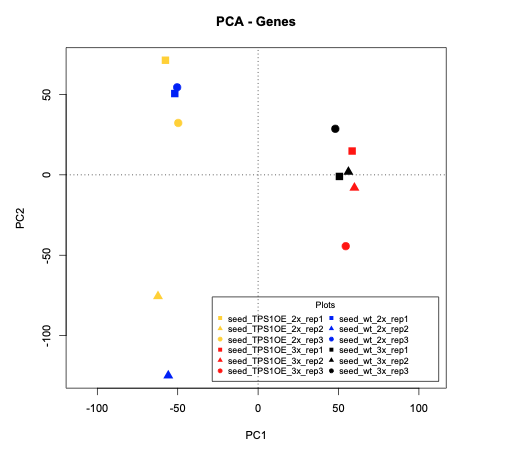 PCA - Genes
50
0
-50
-100
PC2
-100 -50 0 50 100
PC1
Plots
seed_TPS1OE_2x_rep1 seed_wt_2x_rep1
seed_TPS1OE_2x_rep2 seed_wt_2x_rep2
seed_TPS1OE_2x_rep3 seed_wt_2x_rep3
seed_TPS1OE_3x_rep1 seed_wt_3x_rep1
seed_TPS1OE_3x_rep2 seed_wt_3x_rep2
seed_TPS1OE_3x_rep3 seed_wt_3x_rep3